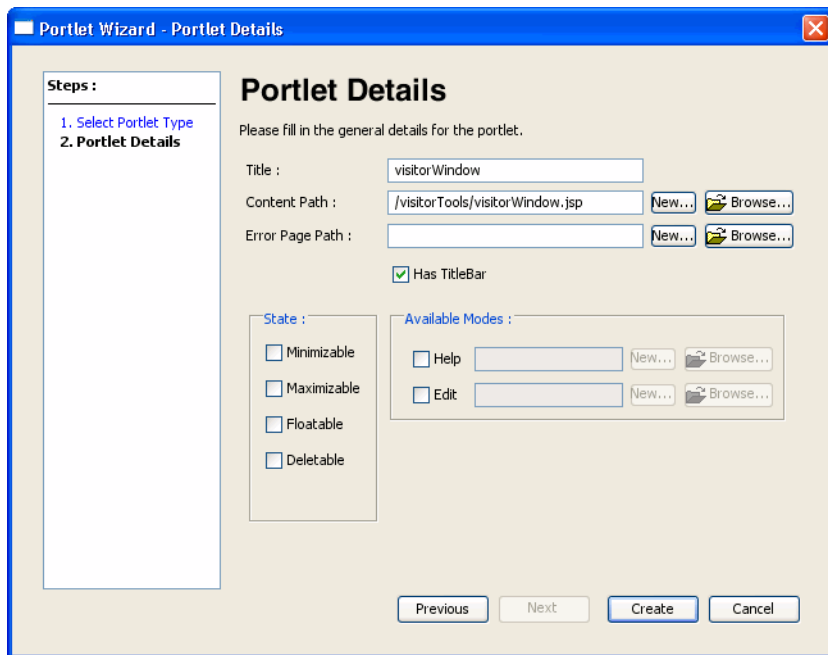 Portlet Wizard - Portlet Details
Steps :
1. Select Portlet Type
2. Portlet Details
Portlet Details
Please fill in the general details for the portlet.
Title : visitorWindow
Content Path : /visitorTools/visitorWindow.jsp New... Browse...
Error Page Path : New... Browse...
Has TitleBar
State :
Minimizable
Maximizable
Floatable
Deletable
Available Modes :
Help New... Browse...
Edit New... Browse...
Previous Next Create Cancel